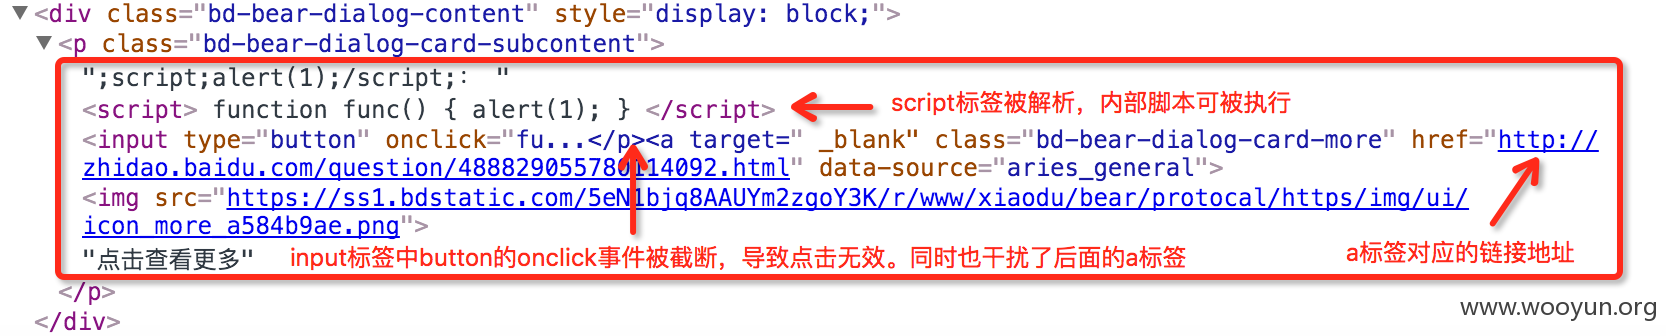 ▼<div class="bd-bear-dialog-content" style="display: block;">
▼<p class="bd-bear-dialog-card-subcontent">
";script;alert(1);/script;： "
<script> function func() { alert(1); } </script>
script标签被解析，内部脚本可被执行
<input type="button" onclick="fu...</p><a target=" _blank" class="bd-bear-dialog-card-more" href="http://
zhidao.baidu.com/question/488829055780114092.html" data-source="aries_general">
<img src="https://ss1.bdstatic.com/5eN1bjq8AAUYm2zgoY3K/r/www/xiaodu/bear/protocal/https/img/ui/
icon_more_a584b9ae.png">
"点击查看更多"
input标签中button的onclick事件被截断，导致点击无效。同时也干扰了后面的a标签
a标签对应的链接地址
</p>
</div>
www.wooyun.org